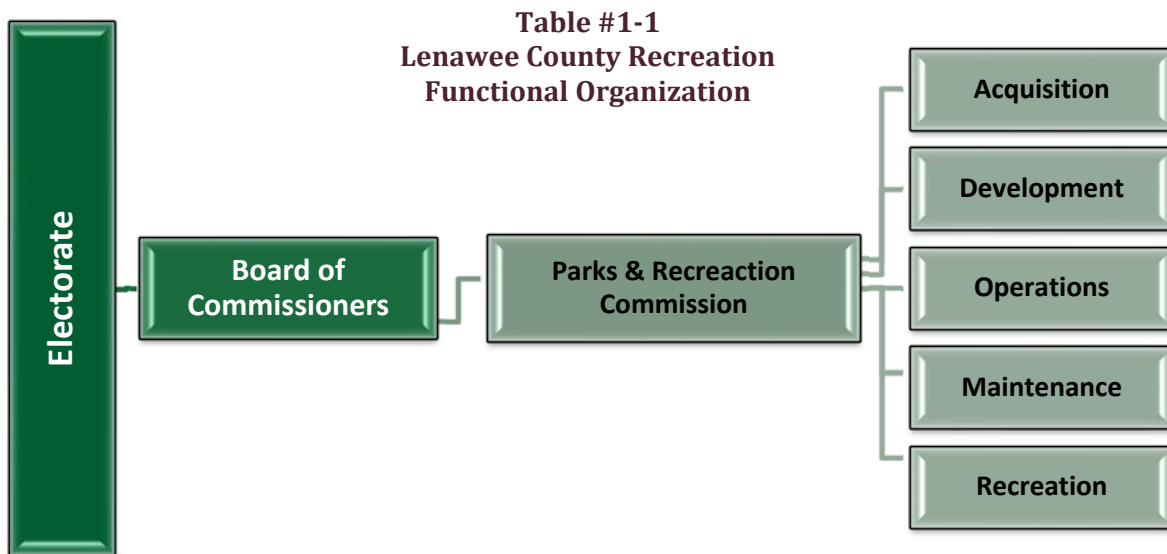 Table #1-1
Lenawee County Recreation
Functional Organization
Electorate
Board of
Commissioners
Parks & Recreaction
Commission
Acquisition
Development
Operations
Maintenance
Recreation